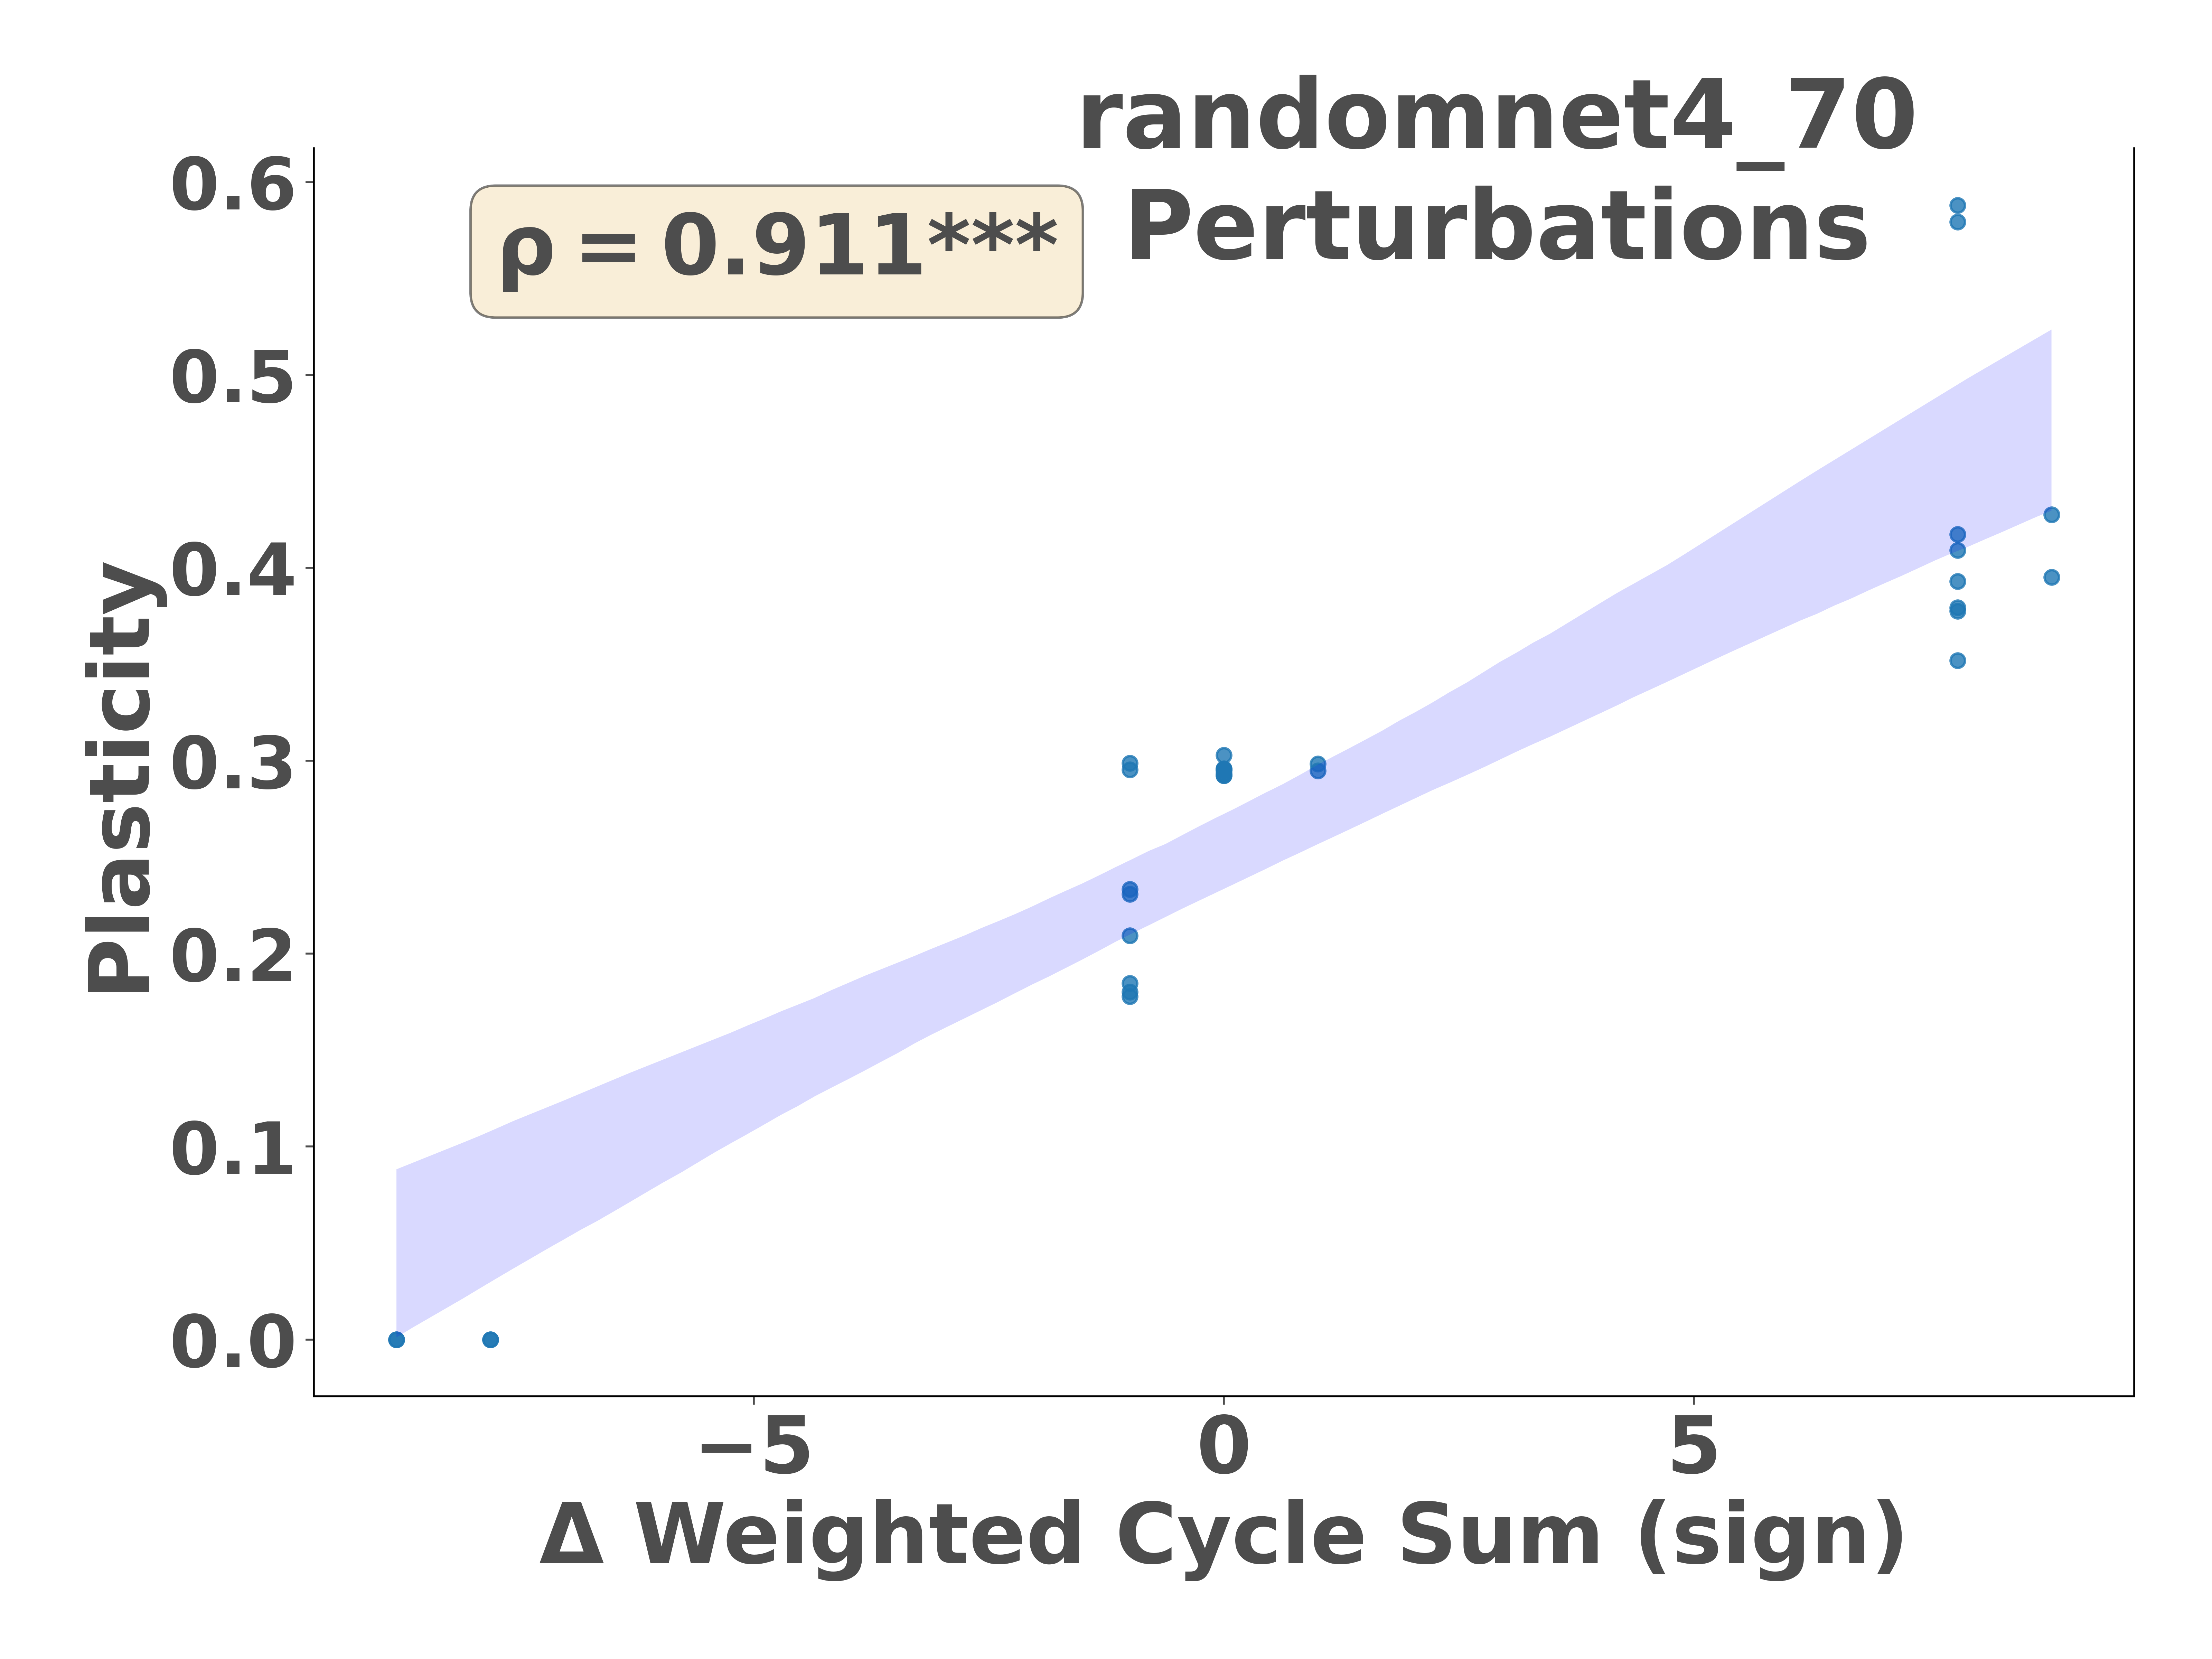 randomnet4_70
Perturbations
ρ = 0.911***
Plasticity
0.6
0.5
0.4
0.3
0.2
0.1
0.0
−5
0
5
Δ Weighted Cycle Sum (sign)